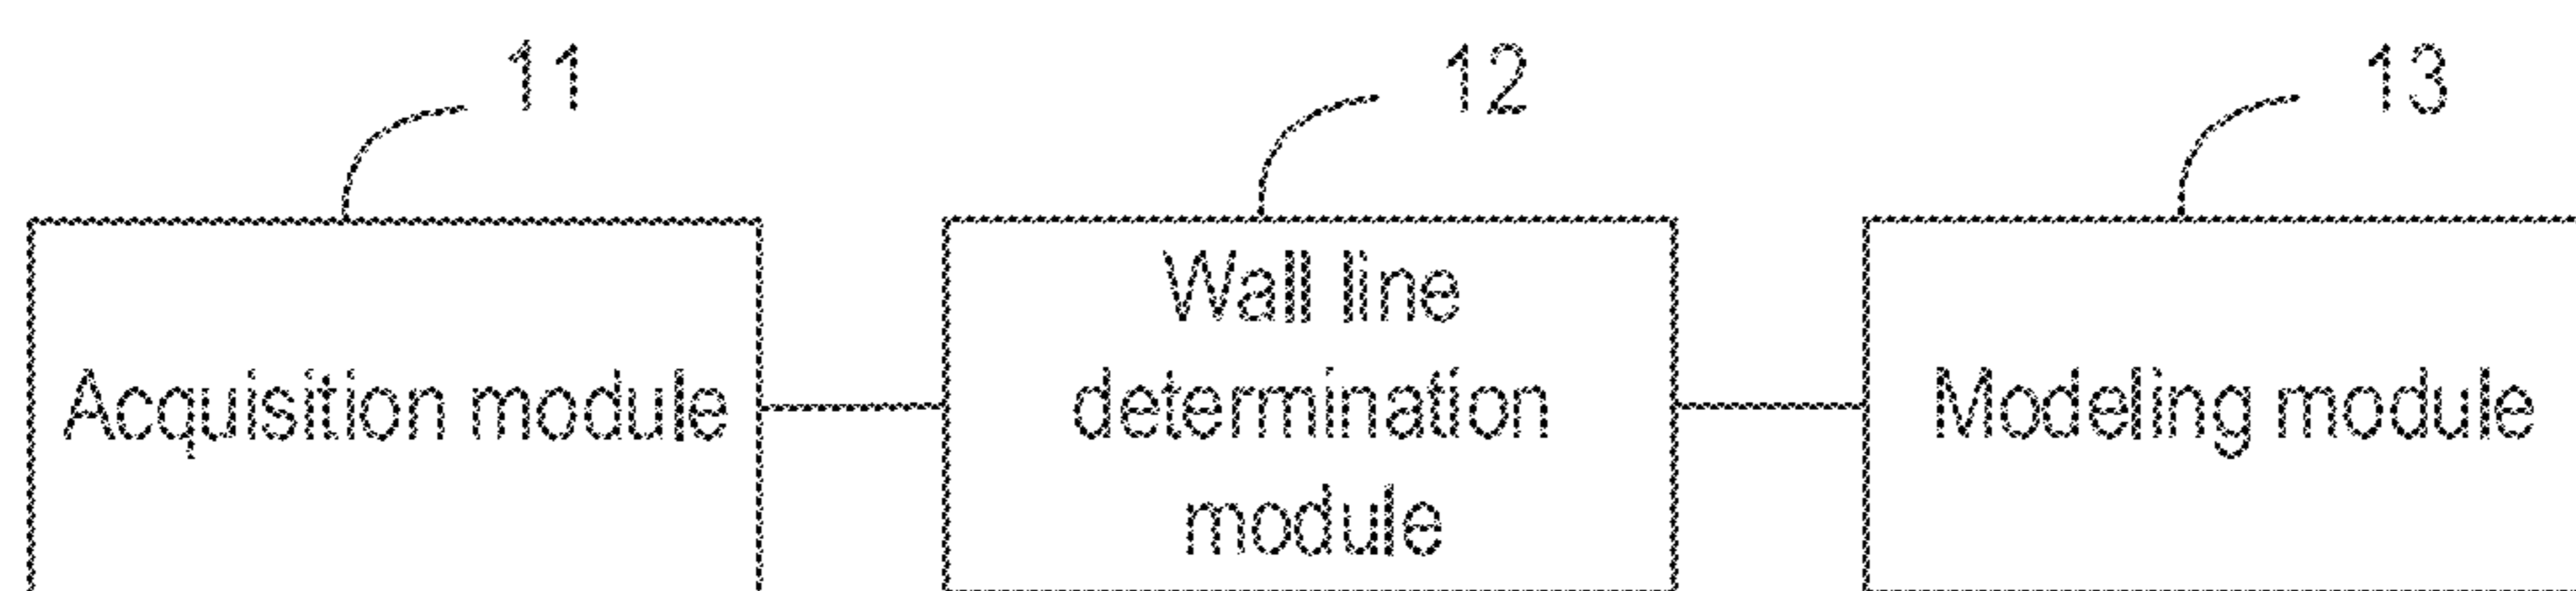 11
12
13
Acquisition module
Wall line
determination
module
Modeling module